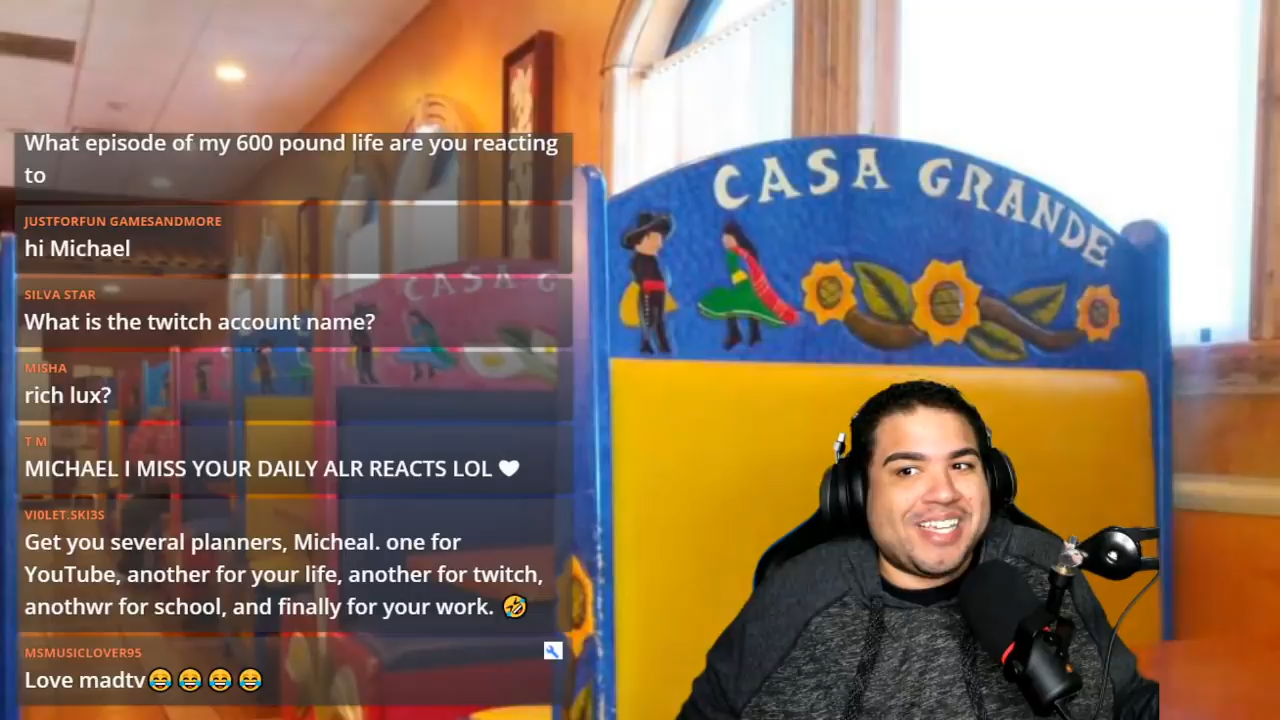 What episode of my 600 pound life are you reacting
to
JUSTFORFUN GAMESANDMORE
hi Michael
SILVA STAR
What is the twitch account name?
MISHA
rich lux?
T M
MICHAEL I MISS YOUR DAILY ALR REACTS LOL 🤍
VI0LET.SKI3S
Get you several planners, Micheal. one for
YouTube, another for your life, another for twitch,
anothwr for school, and finally for your work. 🤣
MSMUSICLOVER95
Love madtv😂😂😂😂
CASA GRANDE
CASA G